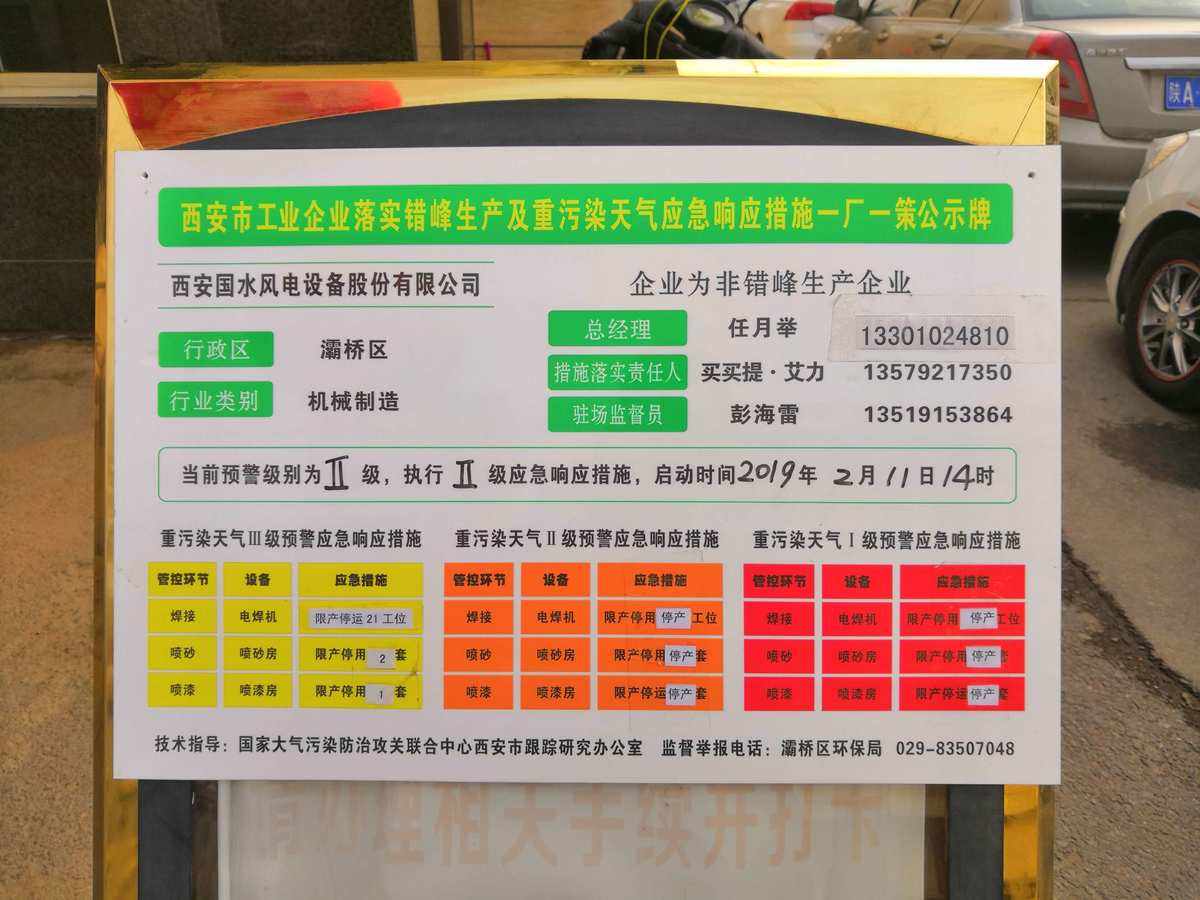 西安市工业企业落实错峰生产及重污染天气应急响应措施一厂一策公示牌
西安国水风电设备股份有限公司
企业为非错峰生产企业
行政区 灞桥区
行业类别 机械制造
总经理 任月举 13301024810
措施落实责任人 买买提·艾力 13579217350
驻场监督员 彭海雷 13519153864
当前预警级别为Ⅱ级，执行Ⅱ级应急响应措施，启动时间2019年2月11日14时
重污染天气Ⅲ级预警应急响应措施
管控环节 设备 应急措施
焊接 电焊机 限产停运21工位
喷砂 喷砂房 限产停用2套
喷漆 喷漆房 限产停用1套
重污染天气Ⅱ级预警应急响应措施
管控环节 设备 应急措施
焊接 电焊机 限产停用停产工位
喷砂 喷砂房 限产停用停产套
喷漆 喷漆房 限产停运停产套
重污染天气Ⅰ级预警应急响应措施
管控环节 设备 应急措施
焊接 电焊机 限产停用停产工位
喷砂 喷砂房 限产停用停产套
喷漆 喷漆房 限产停运停产套
技术指导：国家大气污染防治攻关联合中心西安市跟踪研究办公室 监督举报电话：灞桥区环保局 029-83507048
理相关手续开打卡
陕A